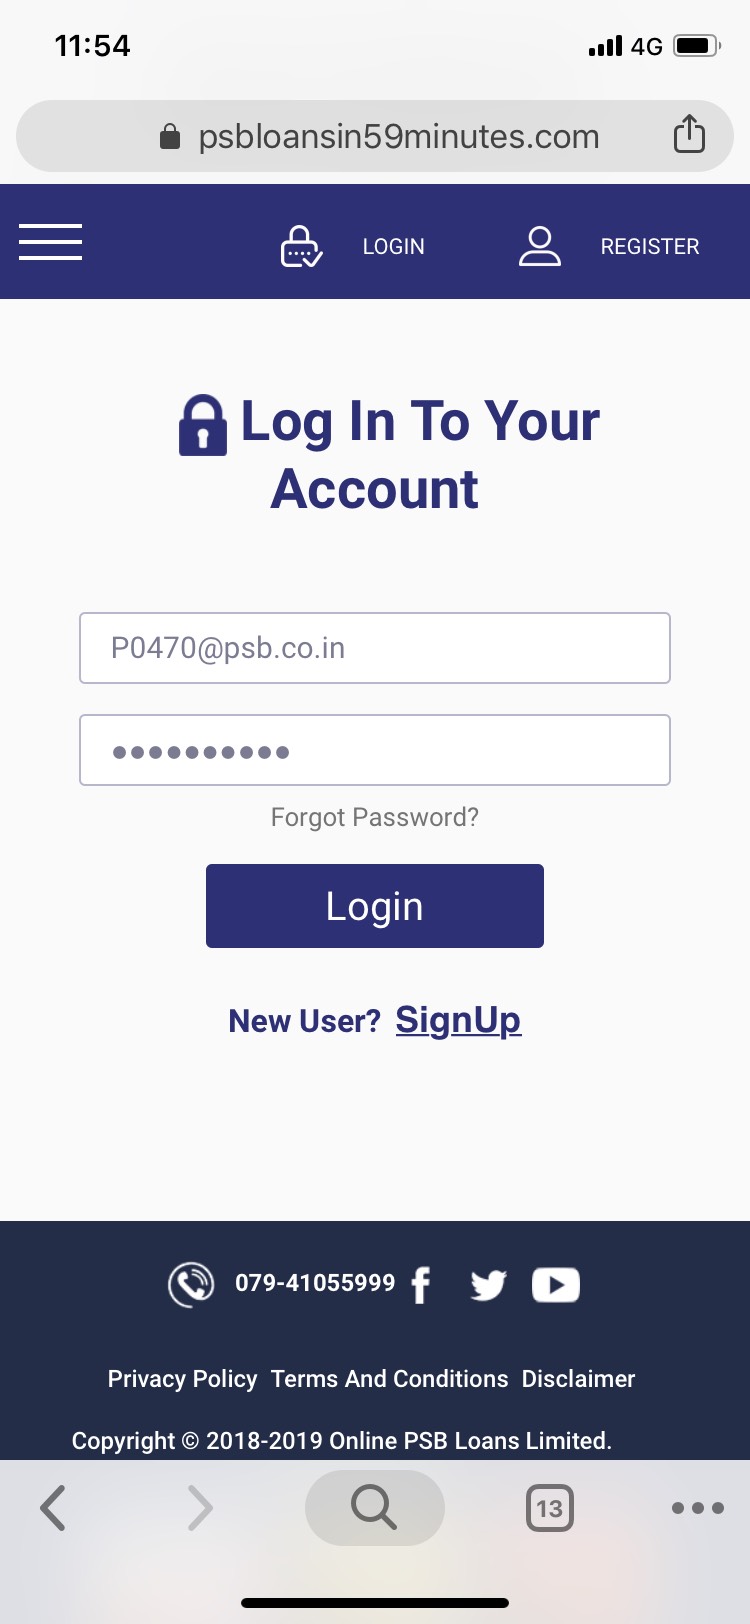 11:54 4G
psbloansin59minutes.com
LOGIN REGISTER
Log In To Your
Account
P0470@psb.co.in
●●●●●●●●●●
Forgot Password?
Login
New User? SignUp
079-41055999
Privacy Policy Terms And Conditions Disclaimer
Copyright © 2018-2019 Online PSB Loans Limited.
13